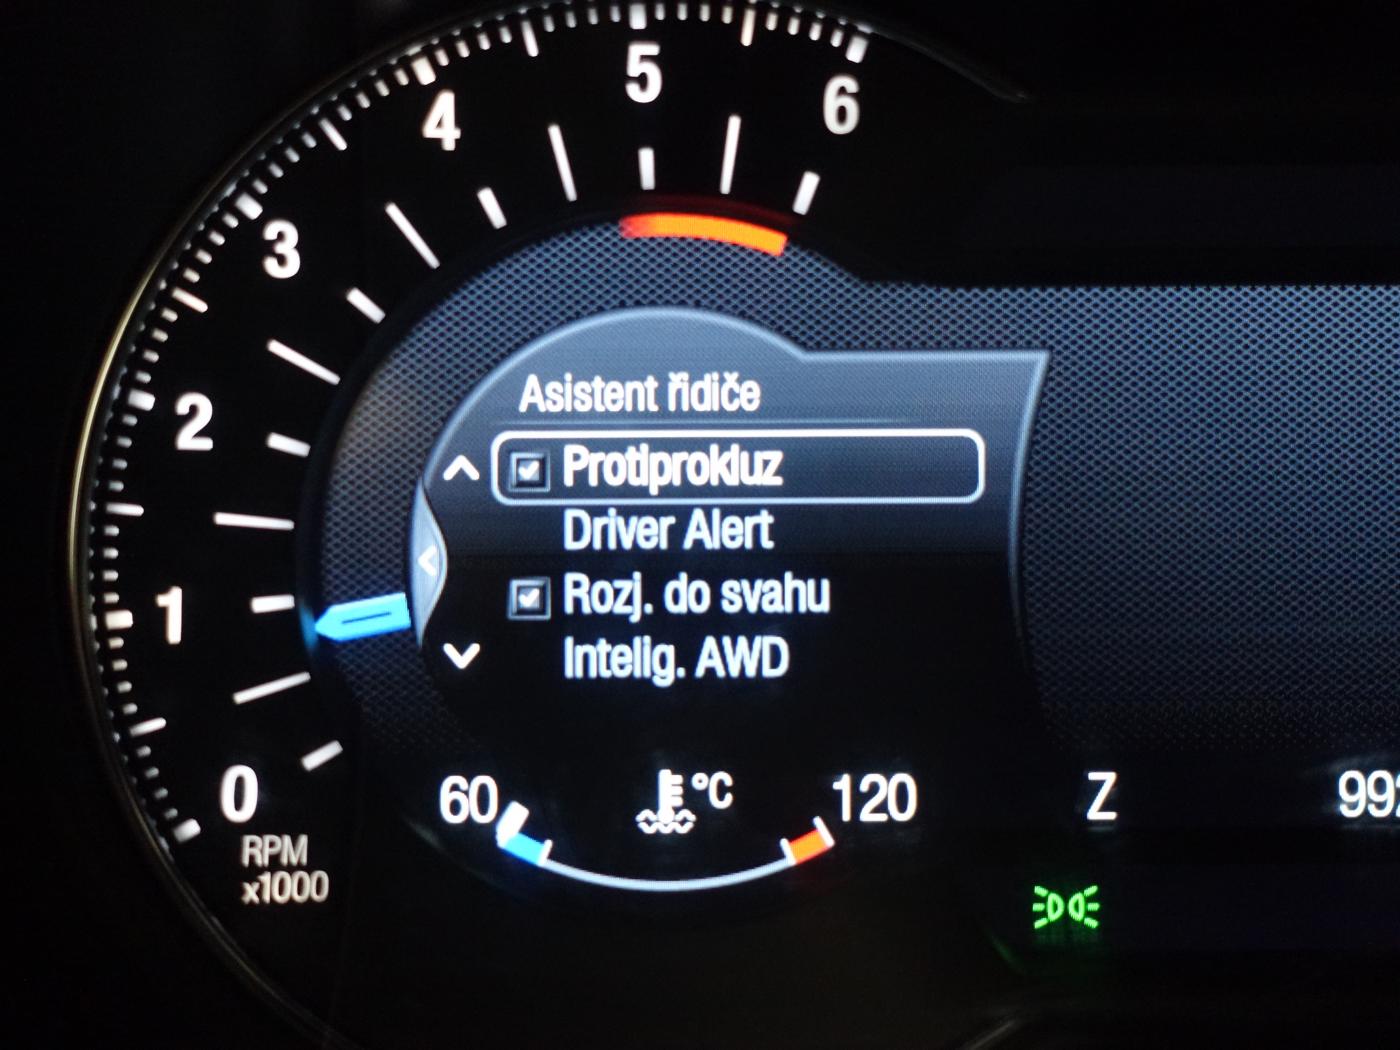 5
6
4
3
2
1
0
RPM
x1000
Asistent řidiče
Protiprokluz
Driver Alert
Rozj. do svahu
Intelig. AWD
60 °C 120
Z 992